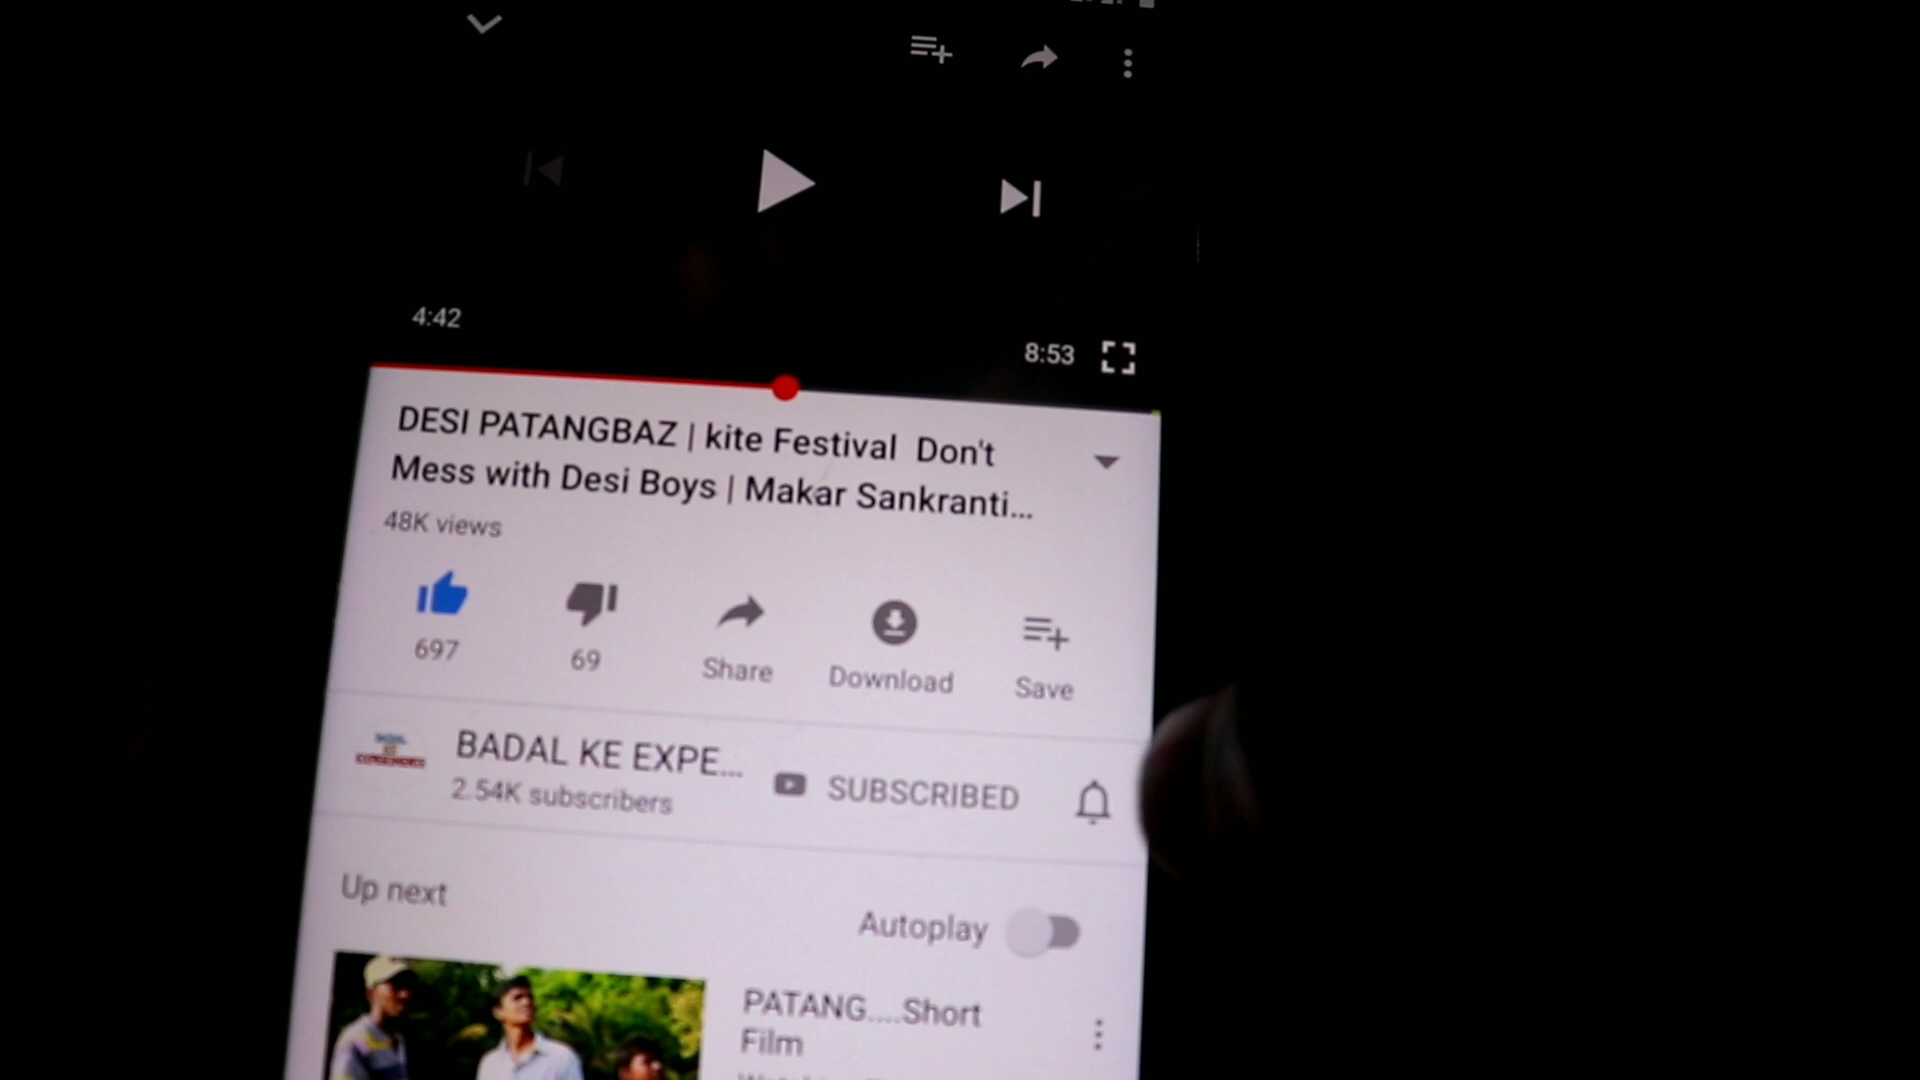 4:42
8:53
DESI PATANGBAZ | kite Festival Don't
Mess with Desi Boys | Makar Sankranti...
48K views
697
69
Share
Download
Save
BADAL KE EXPE...
2.54K subscribers
SUBSCRIBED
Up next
Autoplay
PATANG....Short
Film